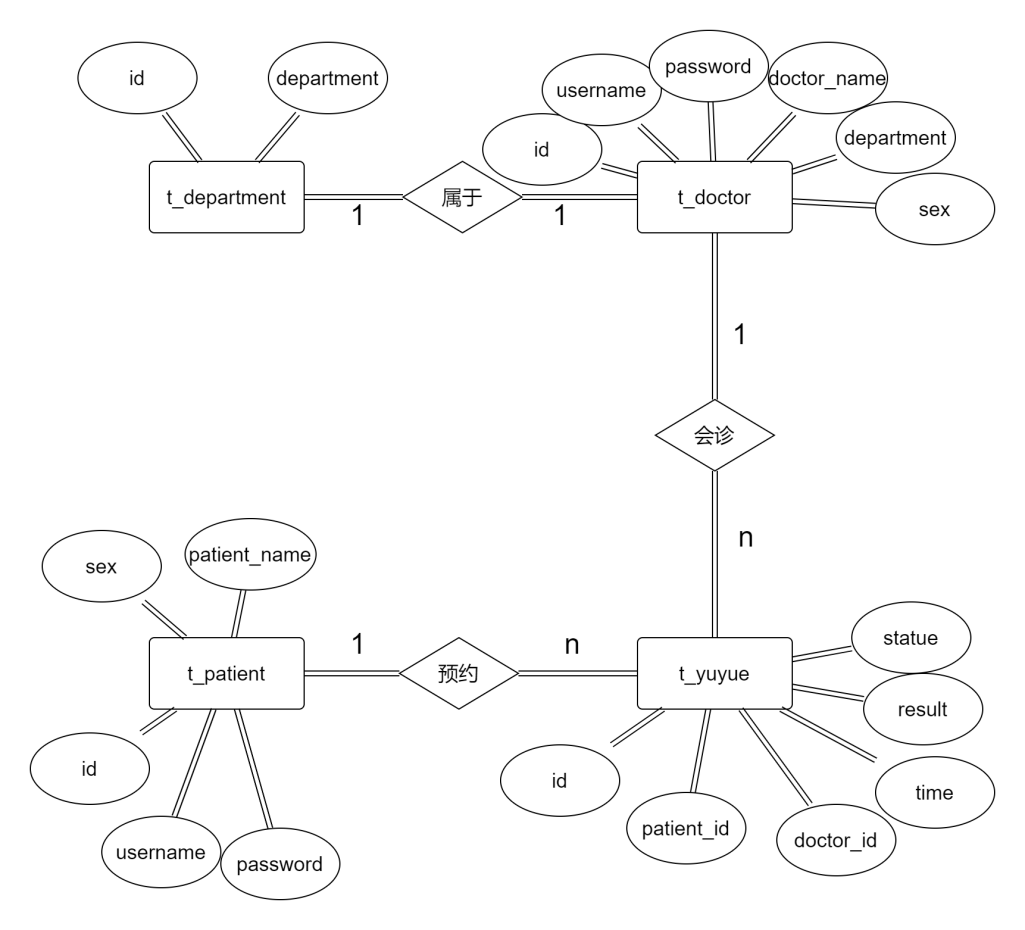 id
department
username
password
doctor_name
id
department
sex
t_department
1
属于
1
t_doctor
1
会诊
n
sex
patient_name
t_patient
1
预约
n
t_yuyue
statue
result
id
username
password
id
patient_id
doctor_id
time